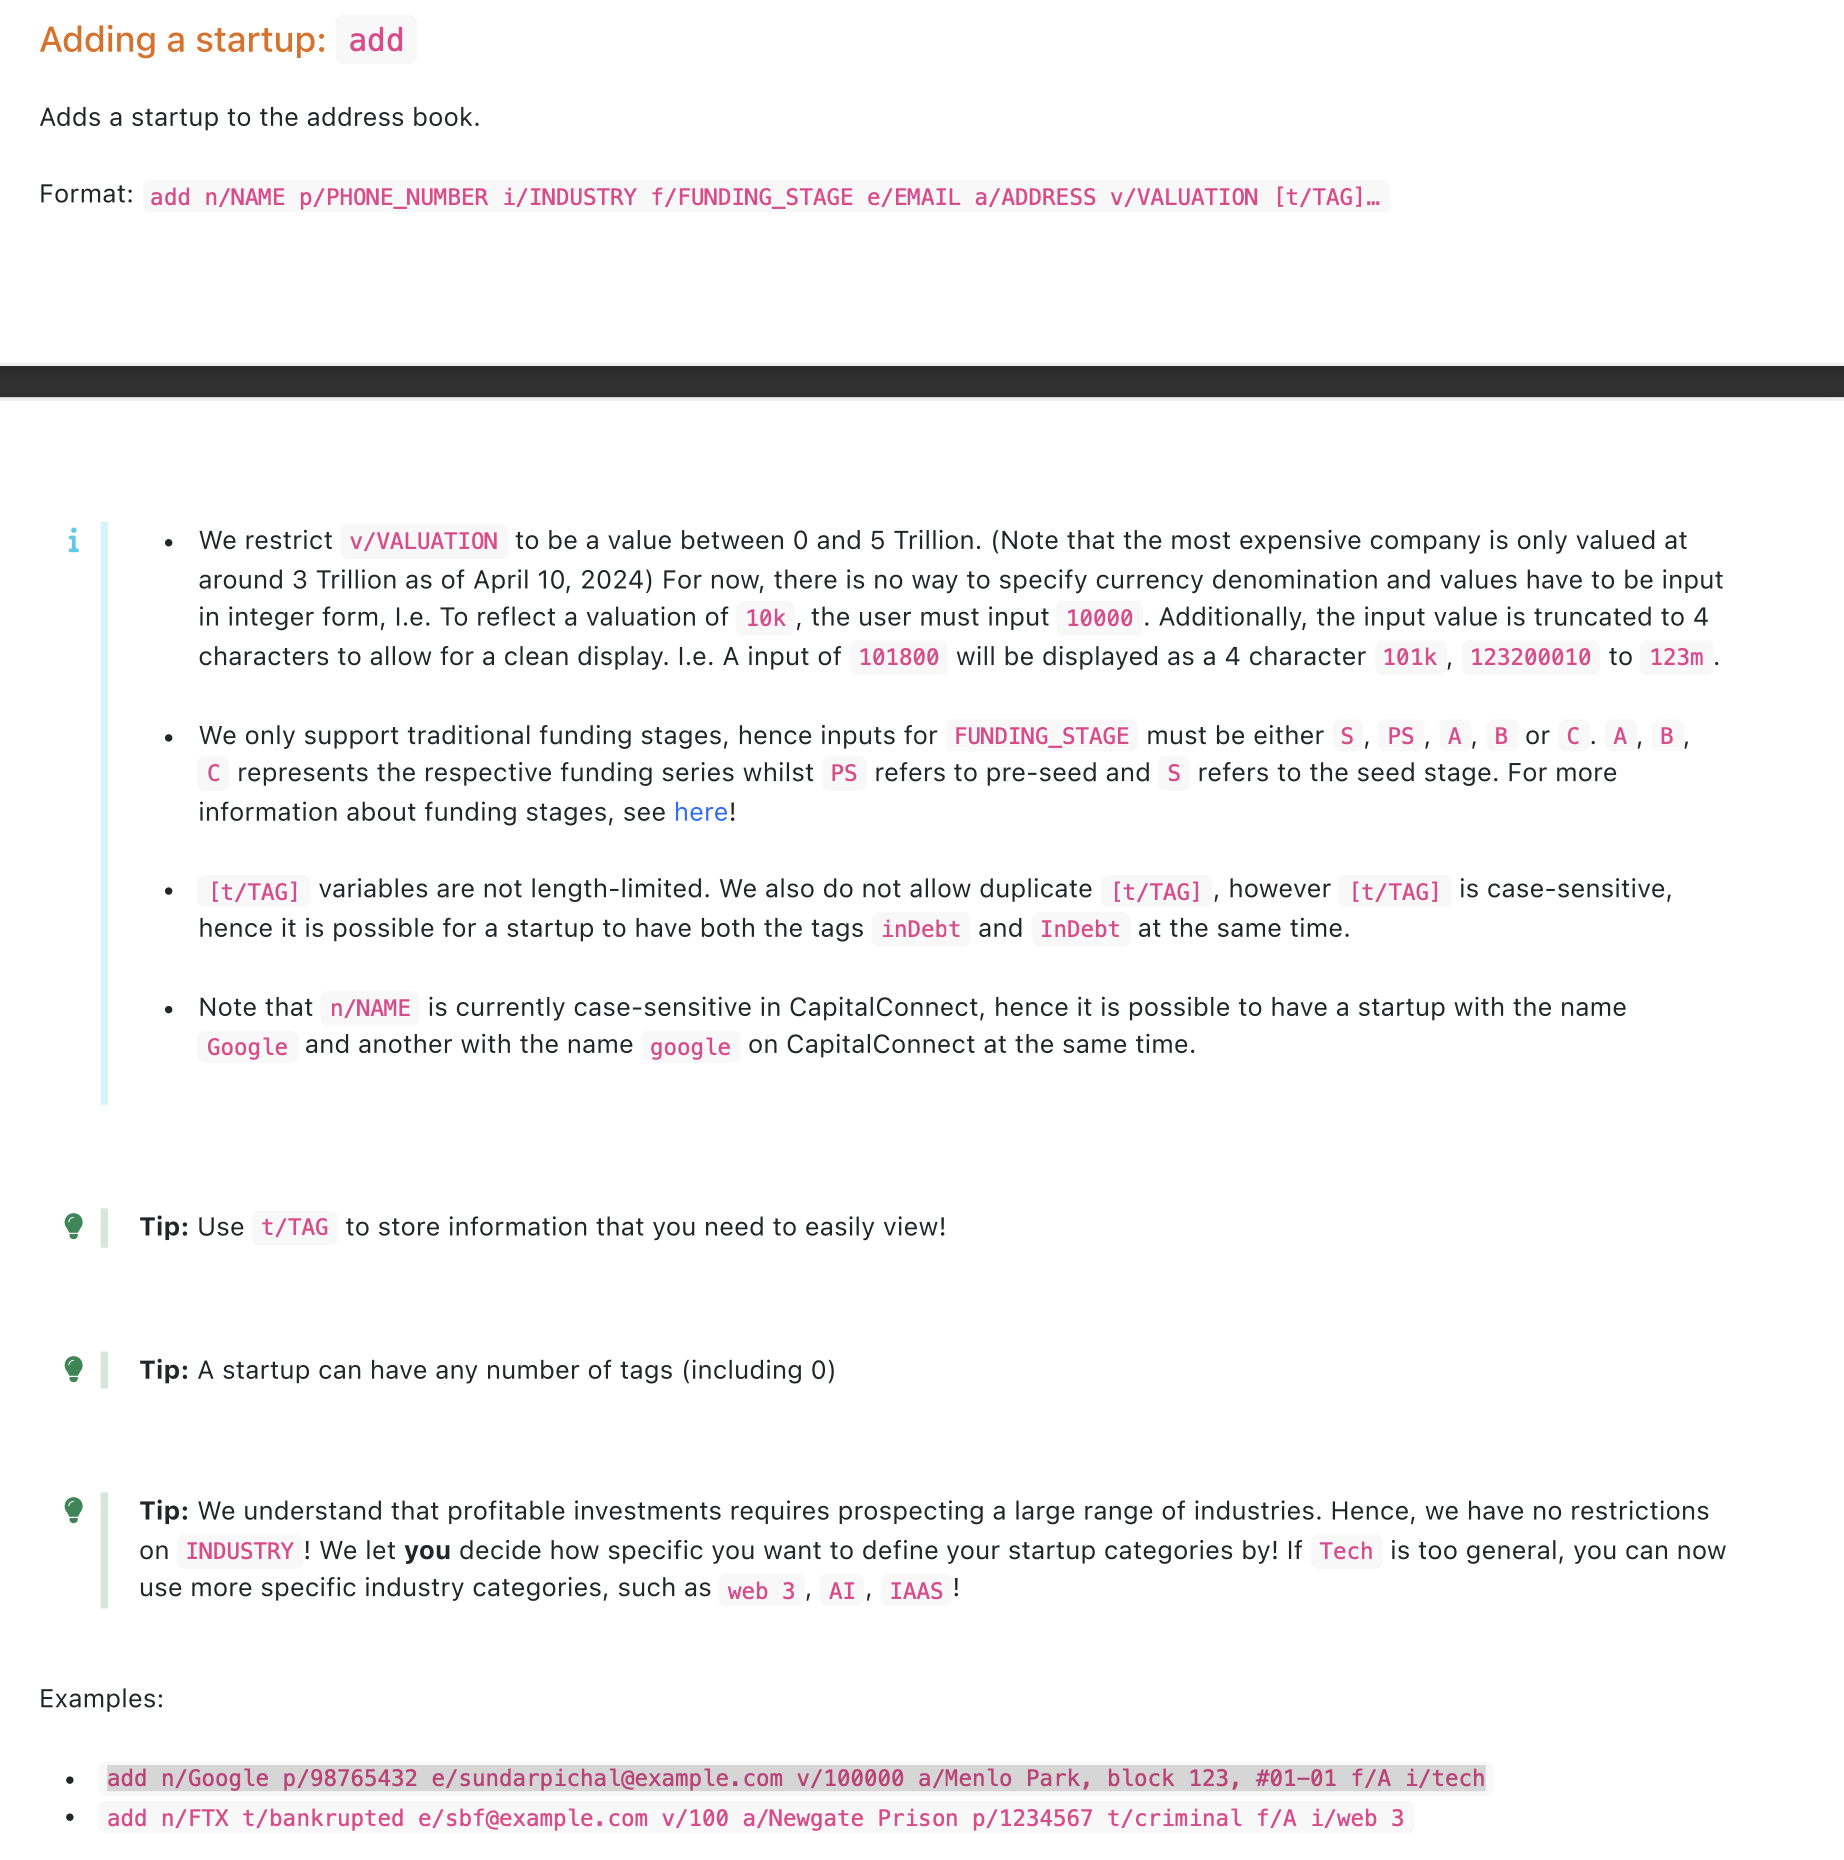 Adding a startup: add
Adds a startup to the address book.
Format: add n/NAME p/PHONE_NUMBER i/INDUSTRY f/FUNDING_STAGE e/EMAIL a/ADDRESS v/VALUATION [t/TAG]…
i
• We restrict v/VALUATION to be a value between 0 and 5 Trillion. (Note that the most expensive company is only valued at
around 3 Trillion as of April 10, 2024) For now, there is no way to specify currency denomination and values have to be input
in integer form, I.e. To reflect a valuation of 10k, the user must input 10000. Additionally, the input value is truncated to 4
characters to allow for a clean display. I.e. A input of 101800 will be displayed as a 4 character 101k, 123200010 to 123m.
• We only support traditional funding stages, hence inputs for FUNDING_STAGE must be either S, PS, A, B or C. A, B,
C represents the respective funding series whilst PS refers to pre-seed and S refers to the seed stage. For more
information about funding stages, see here!
• [t/TAG] variables are not length-limited. We also do not allow duplicate [t/TAG], however [t/TAG] is case-sensitive,
hence it is possible for a startup to have both the tags inDebt and InDebt at the same time.
• Note that n/NAME is currently case-sensitive in CapitalConnect, hence it is possible to have a startup with the name
Google and another with the name google on CapitalConnect at the same time.
Tip: Use t/TAG to store information that you need to easily view!
Tip: A startup can have any number of tags (including 0)
Tip: We understand that profitable investments requires prospecting a large range of industries. Hence, we have no restrictions
on INDUSTRY! We let you decide how specific you want to define your startup categories by! If Tech is too general, you can now
use more specific industry categories, such as web 3, AI, IAAS!
Examples:
• add n/Google p/98765432 e/sundarpichal@example.com v/100000 a/Menlo Park, block 123, #01-01 f/A i/tech
• add n/FTX t/bankrupted e/sbf@example.com v/100 a/Newgate Prison p/1234567 t/criminal f/A i/web 3